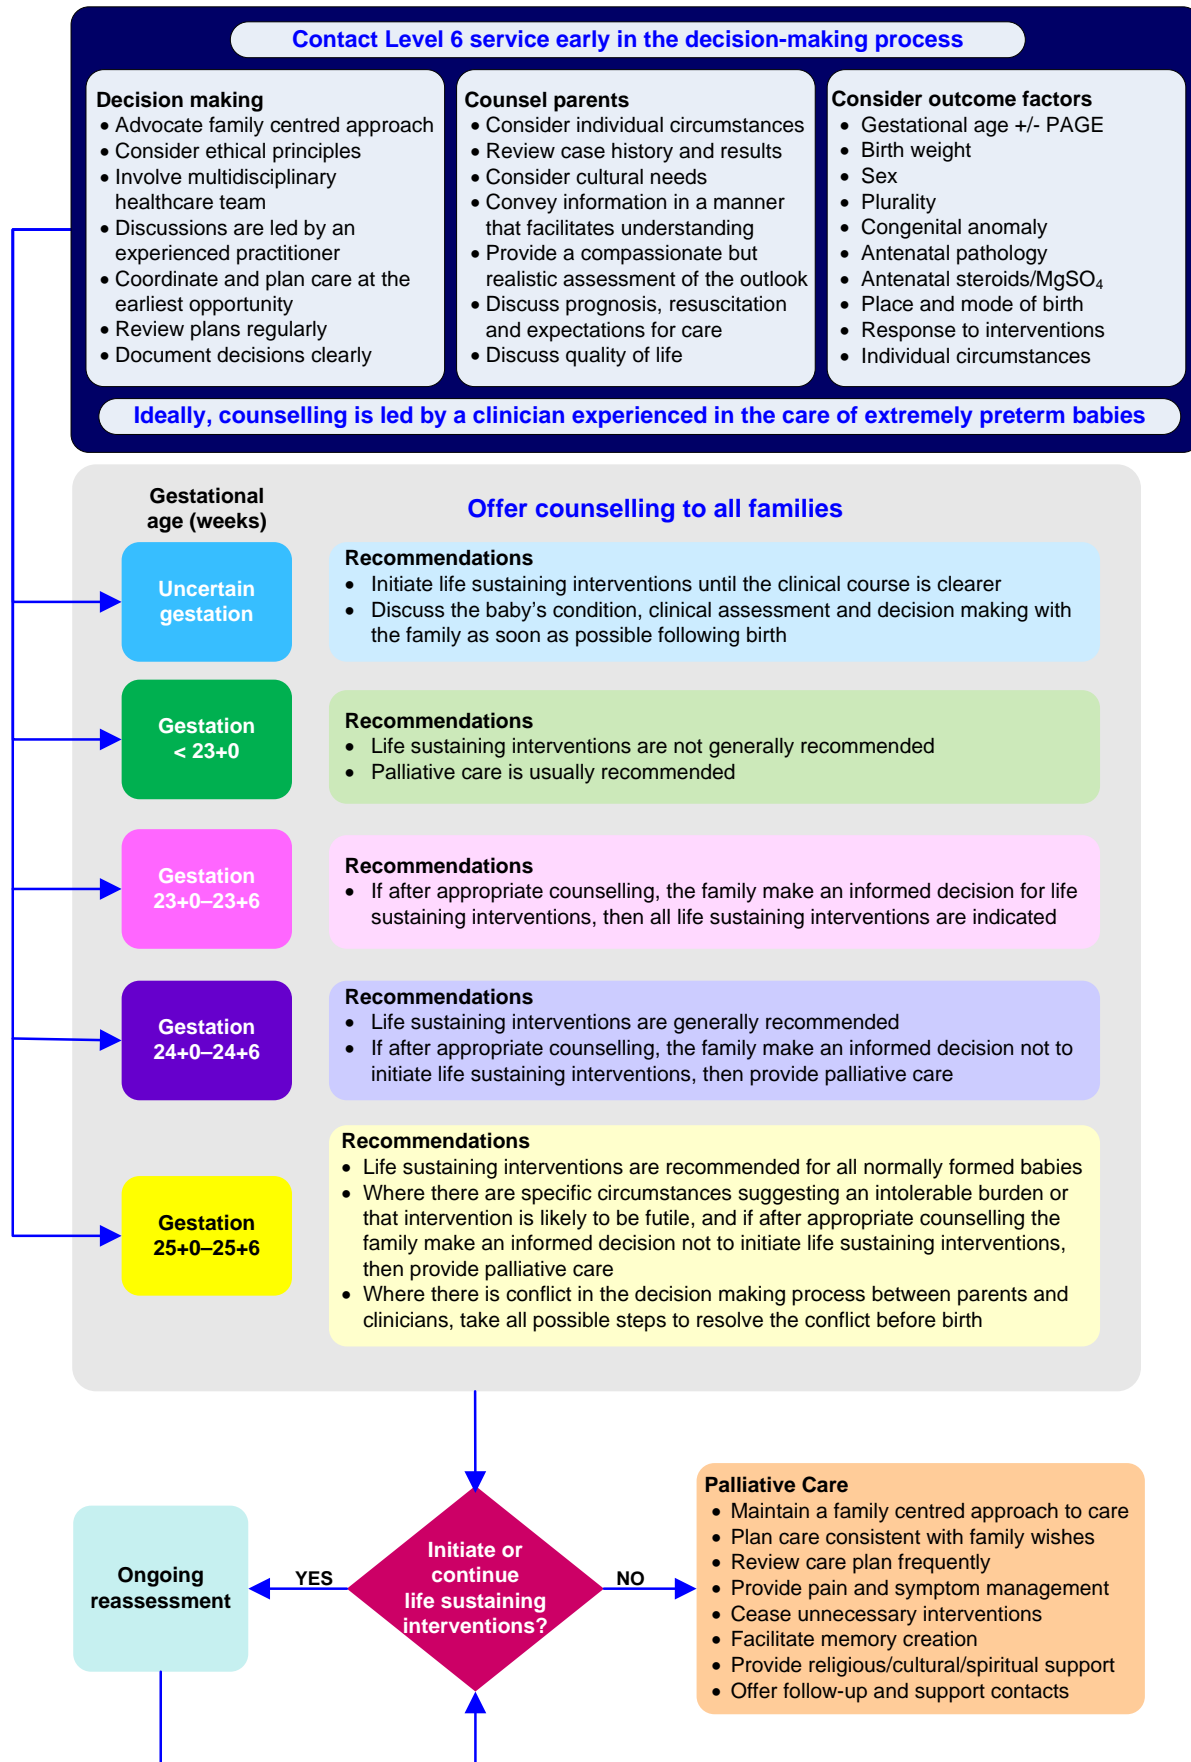 Contact Level 6 service early in the decision-making process
Decision making
• Advocate family centred approach
• Consider ethical principles
• Involve multidisciplinary
healthcare team
• Discussions are led by an
experienced practitioner
• Coordinate and plan care at the
earliest opportunity
• Review plans regularly
• Document decisions clearly
Counsel parents
• Consider individual circumstances
• Review case history and results
• Consider cultural needs
• Convey information in a manner
that facilitates understanding
• Provide a compassionate but
realistic assessment of the outlook
• Discuss prognosis, resuscitation
and expectations for care
• Discuss quality of life
Consider outcome factors
• Gestational age +/- PAGE
• Birth weight
• Sex
• Plurality
• Congenital anomaly
• Antenatal pathology
• Antenatal steroids/MgSO₄
• Place and mode of birth
• Response to interventions
• Individual circumstances
Ideally, counselling is led by a clinician experienced in the care of extremely preterm babies
Gestational
age (weeks)
Offer counselling to all families
Uncertain
gestation
Recommendations
• Initiate life sustaining interventions until the clinical course is clearer
• Discuss the baby's condition, clinical assessment and decision making with
the family as soon as possible following birth
Gestation
< 23+0
Recommendations
• Life sustaining interventions are not generally recommended
• Palliative care is usually recommended
Gestation
23+0–23+6
Recommendations
• If after appropriate counselling, the family make an informed decision for life
sustaining interventions, then all life sustaining interventions are indicated
Gestation
24+0–24+6
Recommendations
• Life sustaining interventions are generally recommended
• If after appropriate counselling, the family make an informed decision not to
initiate life sustaining interventions, then provide palliative care
Gestation
25+0–25+6
Recommendations
• Life sustaining interventions are recommended for all normally formed babies
• Where there are specific circumstances suggesting an intolerable burden or
that intervention is likely to be futile, and if after appropriate counselling the
family make an informed decision not to initiate life sustaining interventions,
then provide palliative care
• Where there is conflict in the decision making process between parents and
clinicians, take all possible steps to resolve the conflict before birth
Ongoing
reassessment
YES
Initiate or
continue
life sustaining
interventions?
NO
Palliative Care
• Maintain a family centred approach to care
• Plan care consistent with family wishes
• Review care plan frequently
• Provide pain and symptom management
• Cease unnecessary interventions
• Facilitate memory creation
• Provide religious/cultural/spiritual support
• Offer follow-up and support contacts